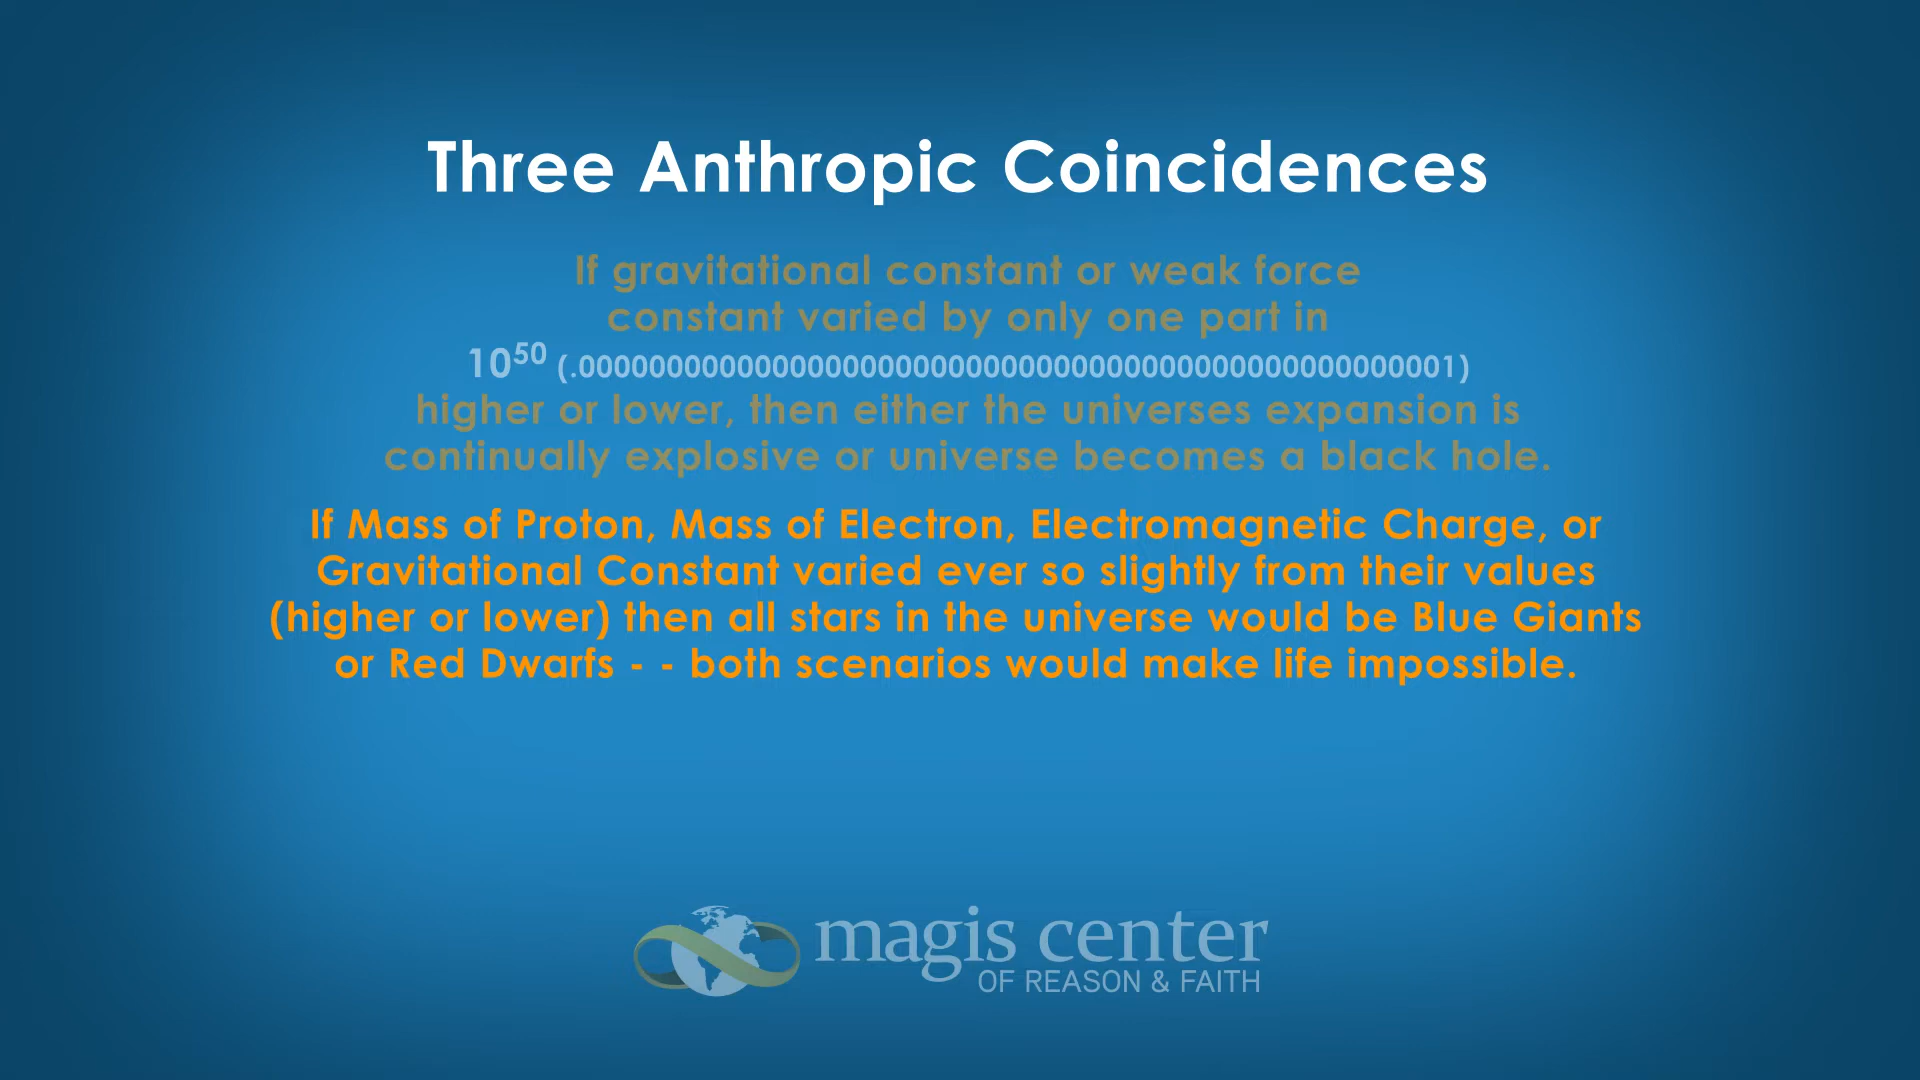 Three Anthropic Coincidences
If gravitational constant or weak force
constant varied by only one part in
10⁵⁰ (.00000000000000000000000000000000000000000000000001)
higher or lower, then either the universes expansion is
continually explosive or universe becomes a black hole.
If Mass of Proton, Mass of Electron, Electromagnetic Charge, or
Gravitational Constant varied ever so slightly from their values
(higher or lower) then all stars in the universe would be Blue Giants
or Red Dwarfs - - both scenarios would make life impossible.
magis center
OF REASON & FAITH